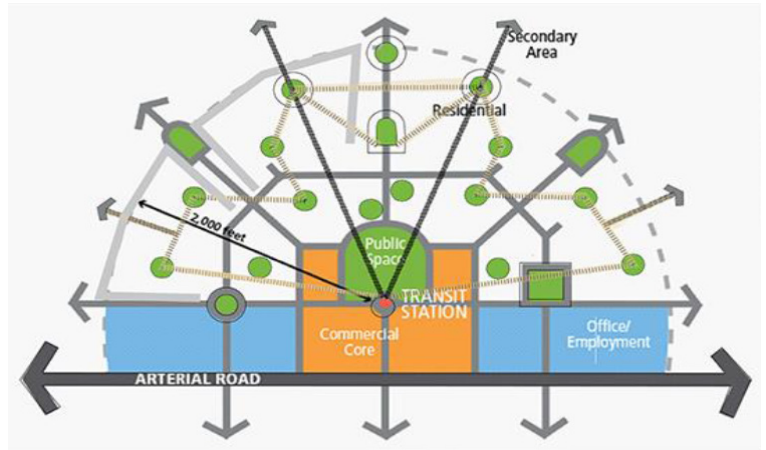 Secondary
Area
Residential
2,000 feet
Public
Space
TRANSIT
STATION
Commercial
Core
Office/
Employment
ARTERIAL ROAD